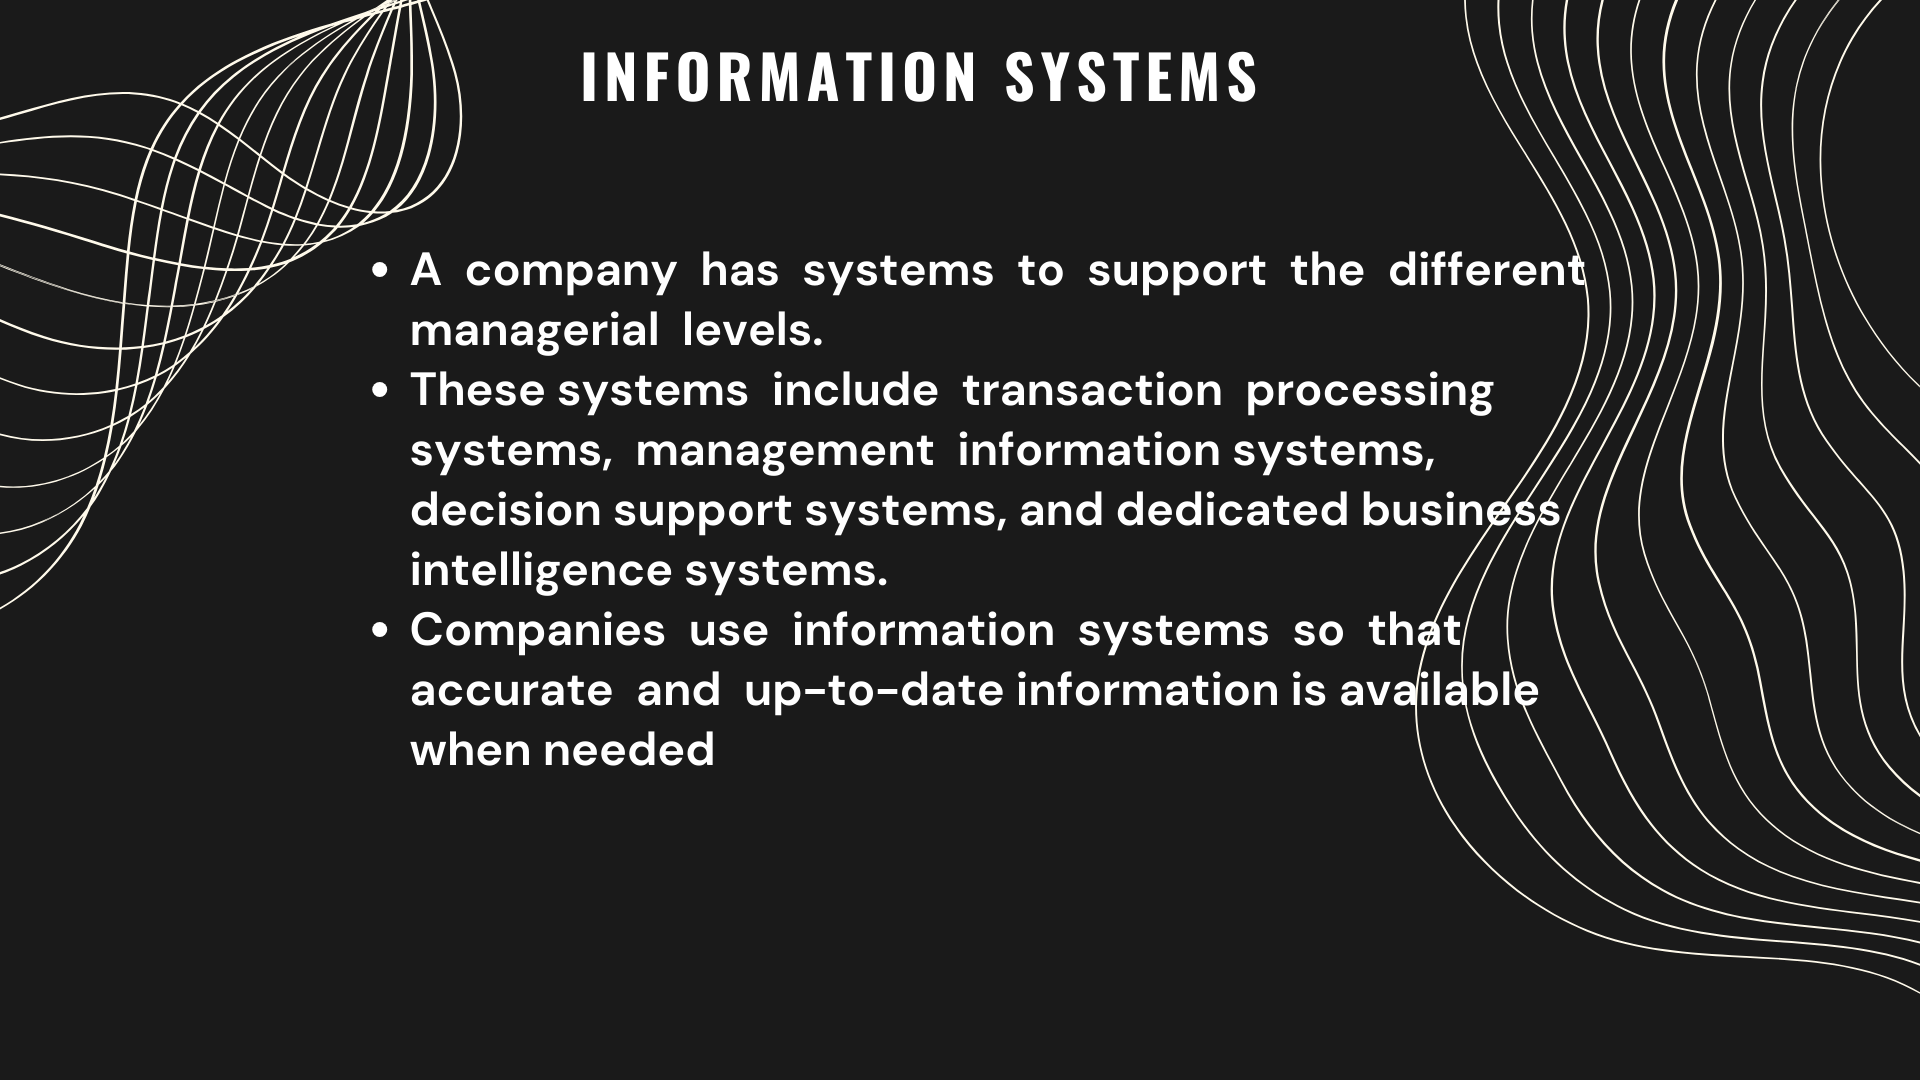 INFORMATION SYSTEMS
• A company has systems to support the different
managerial levels.
• These systems include transaction processing
systems, management information systems,
decision support systems, and dedicated business
intelligence systems.
• Companies use information systems so that
accurate and up-to-date information is available
when needed